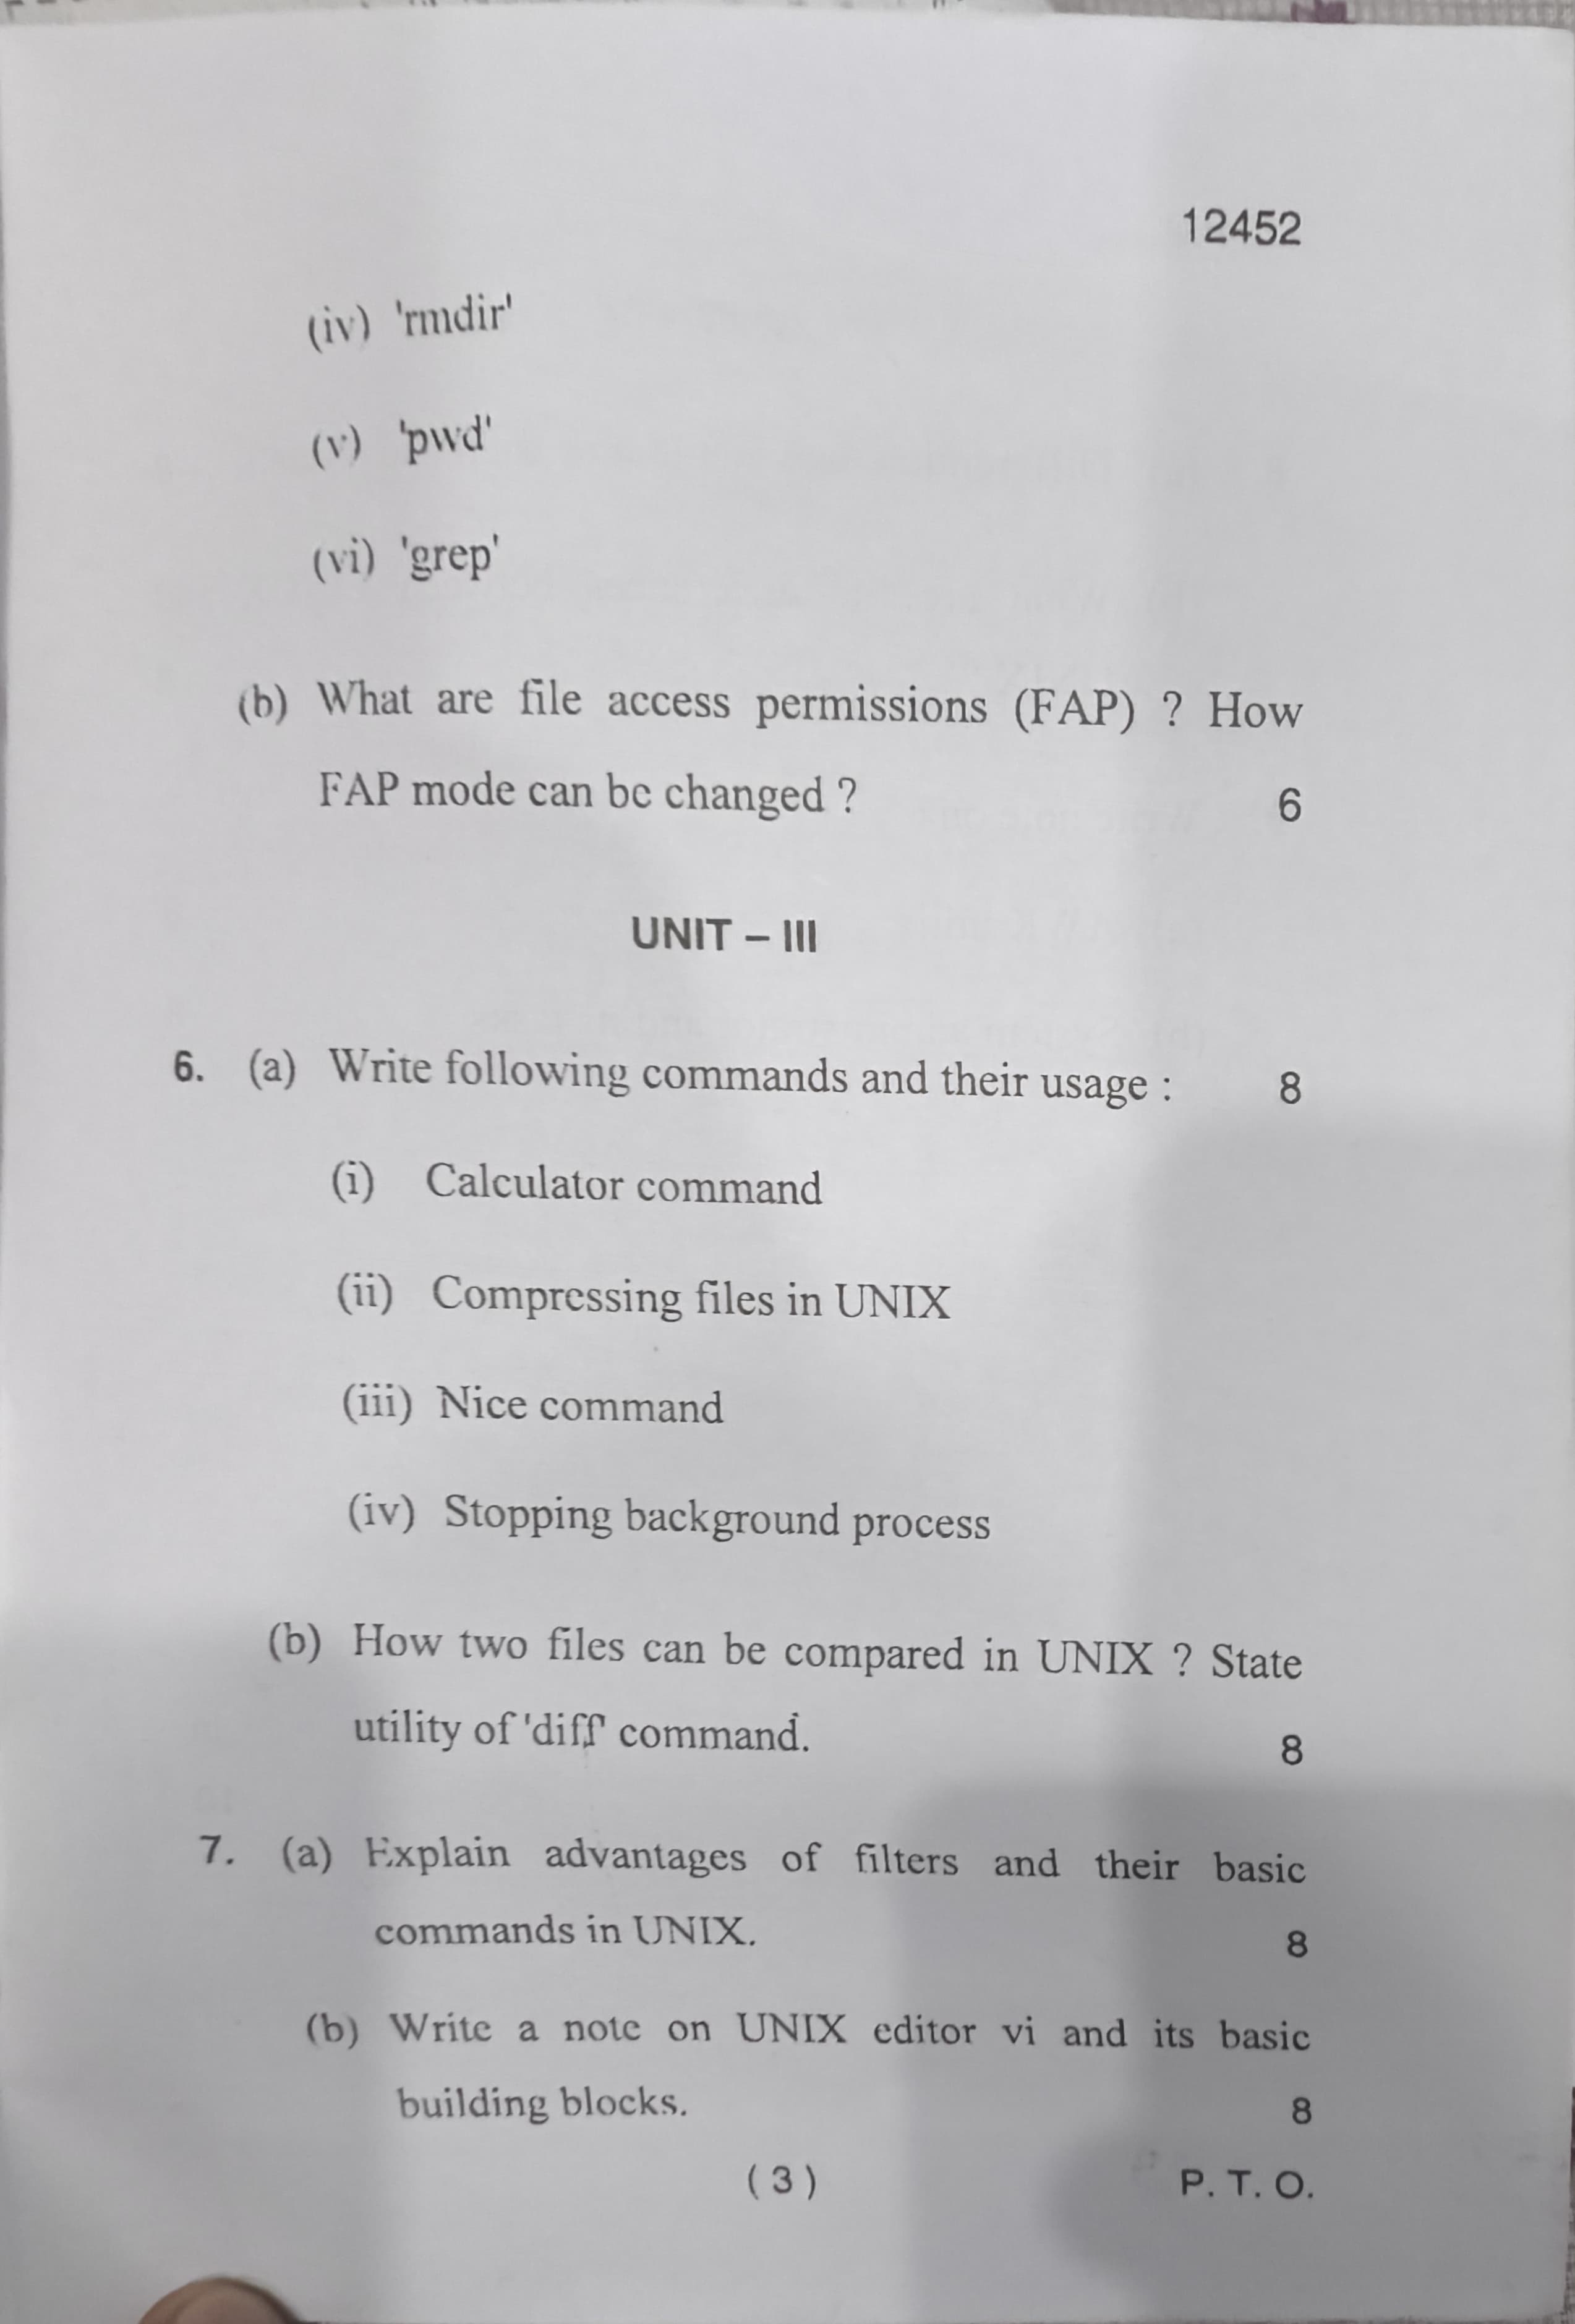 12452
(iv) 'rmdir'
(v) 'pwd'
(vi) 'grep'
(b) What are file access permissions (FAP) ? How
FAP mode can be changed ? 6
UNIT – III
6. (a) Write following commands and their usage : 8
(i) Calculator command
(ii) Compressing files in UNIX
(iii) Nice command
(iv) Stopping background process
(b) How two files can be compared in UNIX ? State
utility of 'diff' command. 8
7. (a) Explain advantages of filters and their basic
commands in UNIX. 8
(b) Write a note on UNIX editor vi and its basic
building blocks. 8
( 3 ) P. T. O.